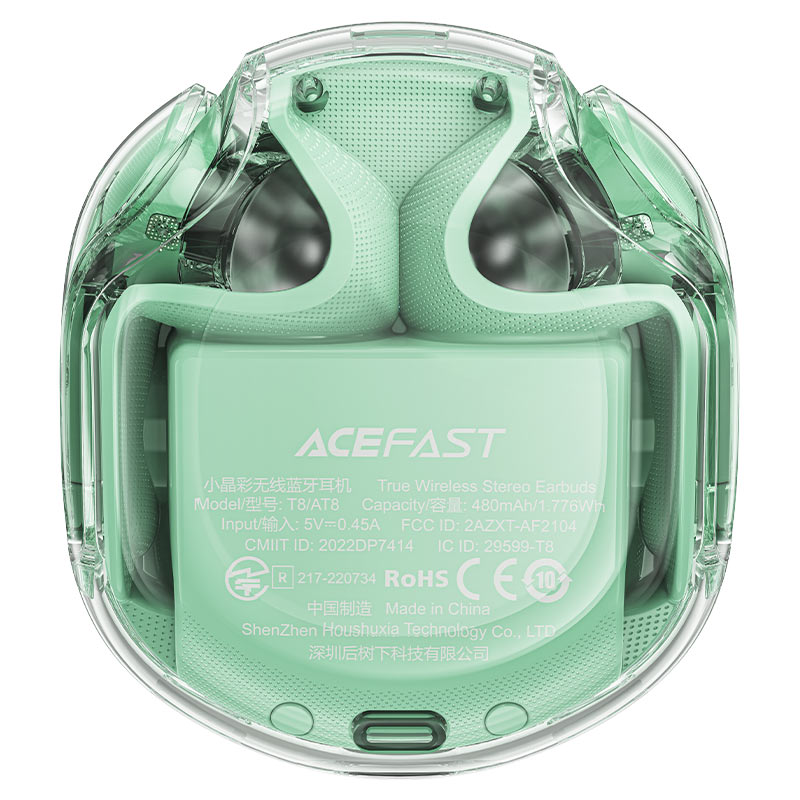 ACEFAST
小晶彩无线蓝牙耳机 True Wireless Stereo Earbuds
Model/型号: T8/AT8 Capacity/容量: 480mAh/1.776Wh
Input/输入: 5V⎓0.45A FCC ID: 2AZXT-AF2104
CMIIT ID: 2022DP7414 IC ID: 29599-T8
R 217-220734 RoHS CE 10
中国制造 Made in China
ShenZhen Houshuxia Technology Co., LTD
深圳后树下科技有限公司